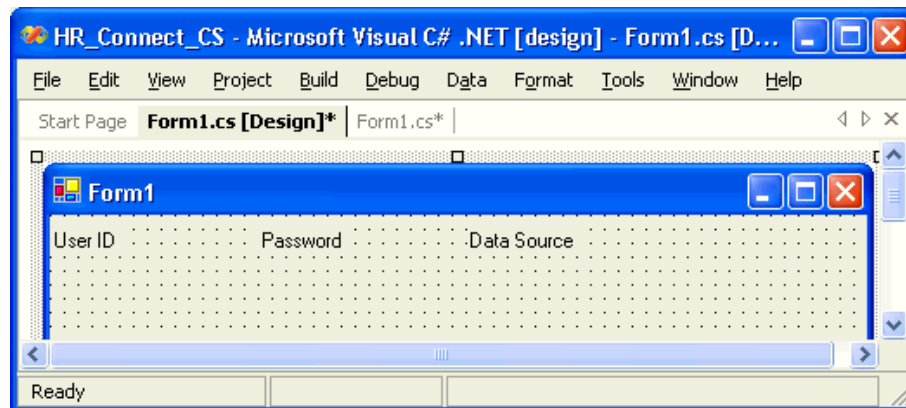 HR_Connect_CS - Microsoft Visual C# .NET [design] - Form1.cs [D...
File Edit View Project Build Debug Data Format Tools Window Help
Start Page Form1.cs [Design]* Form1.cs*
Form1
User ID Password Data Source
Ready